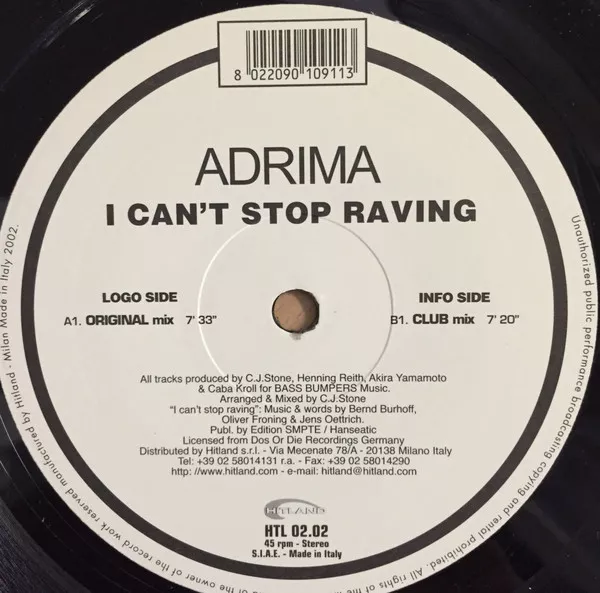 8 022090 109113
ADRIMA
I CAN'T STOP RAVING
LOGO SIDE
A1. ORIGINAL mix 7' 33"
INFO SIDE
B1. CLUB mix 7' 20"
All tracks produced by C.J.Stone, Henning Reith, Akira Yamamoto
& Caba Kroll for BASS BUMPERS Music.
Arranged & Mixed by C.J.Stone
"I can't stop raving": Music & words by Bernd Burhoff,
Oliver Froning & Jens Oettrich.
Publ. by Edition SMPTE / Hanseatic
Licensed from Dos Or Die Recordings Germany
Distributed by Hitland s.r.l. - Via Mecenate 78/A - 20138 Milano Italy
Tel: +39 02 58014131 r.a. - Fax: +39 02 58014290
http://www.hitland.com - e-mail: hitland@hitland.com
HITLAND
HTL 02.02
45 rpm - Stereo
S.I.A.E. - Made in Italy
Unauthorized public performance broadcasting copying and rental prohibited. All rights of the
of the owner of the record work reserved manufactured by Hitland - Milan Made in Italy 2002.